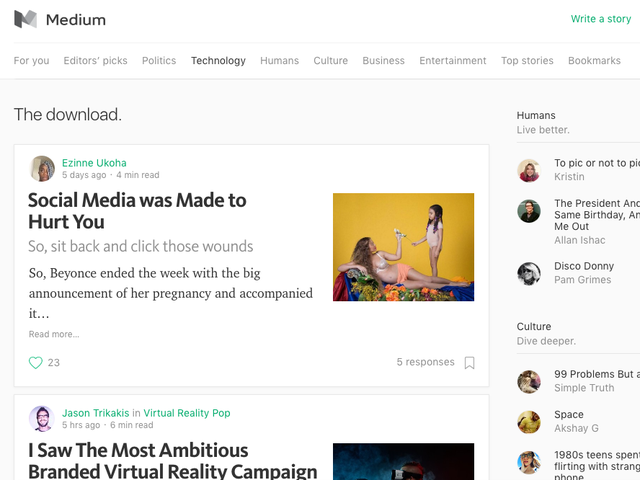 Medium
Write a story
For you Editors' picks Politics Technology Humans Culture Business Entertainment Top stories Bookmarks
The download.
Ezinne Ukoha
5 days ago · 4 min read
Social Media was Made to
Hurt You
So, sit back and click those wounds
So, Beyonce ended the week with the big
announcement of her pregnancy and accompanied
it…
Read more…
23
5 responses
Jason Trikakis in Virtual Reality Pop
5 hrs ago · 6 min read
I Saw The Most Ambitious
Branded Virtual Reality Campaign
Humans
Live better.
To pic or not to pic
Kristin
The President And
Same Birthday, An
Me Out
Allan Ishac
Disco Donny
Pam Grimes
Culture
Dive deeper.
99 Problems But a
Simple Truth
Space
Akshay G
1980s teens spent
flirting with strang
phone